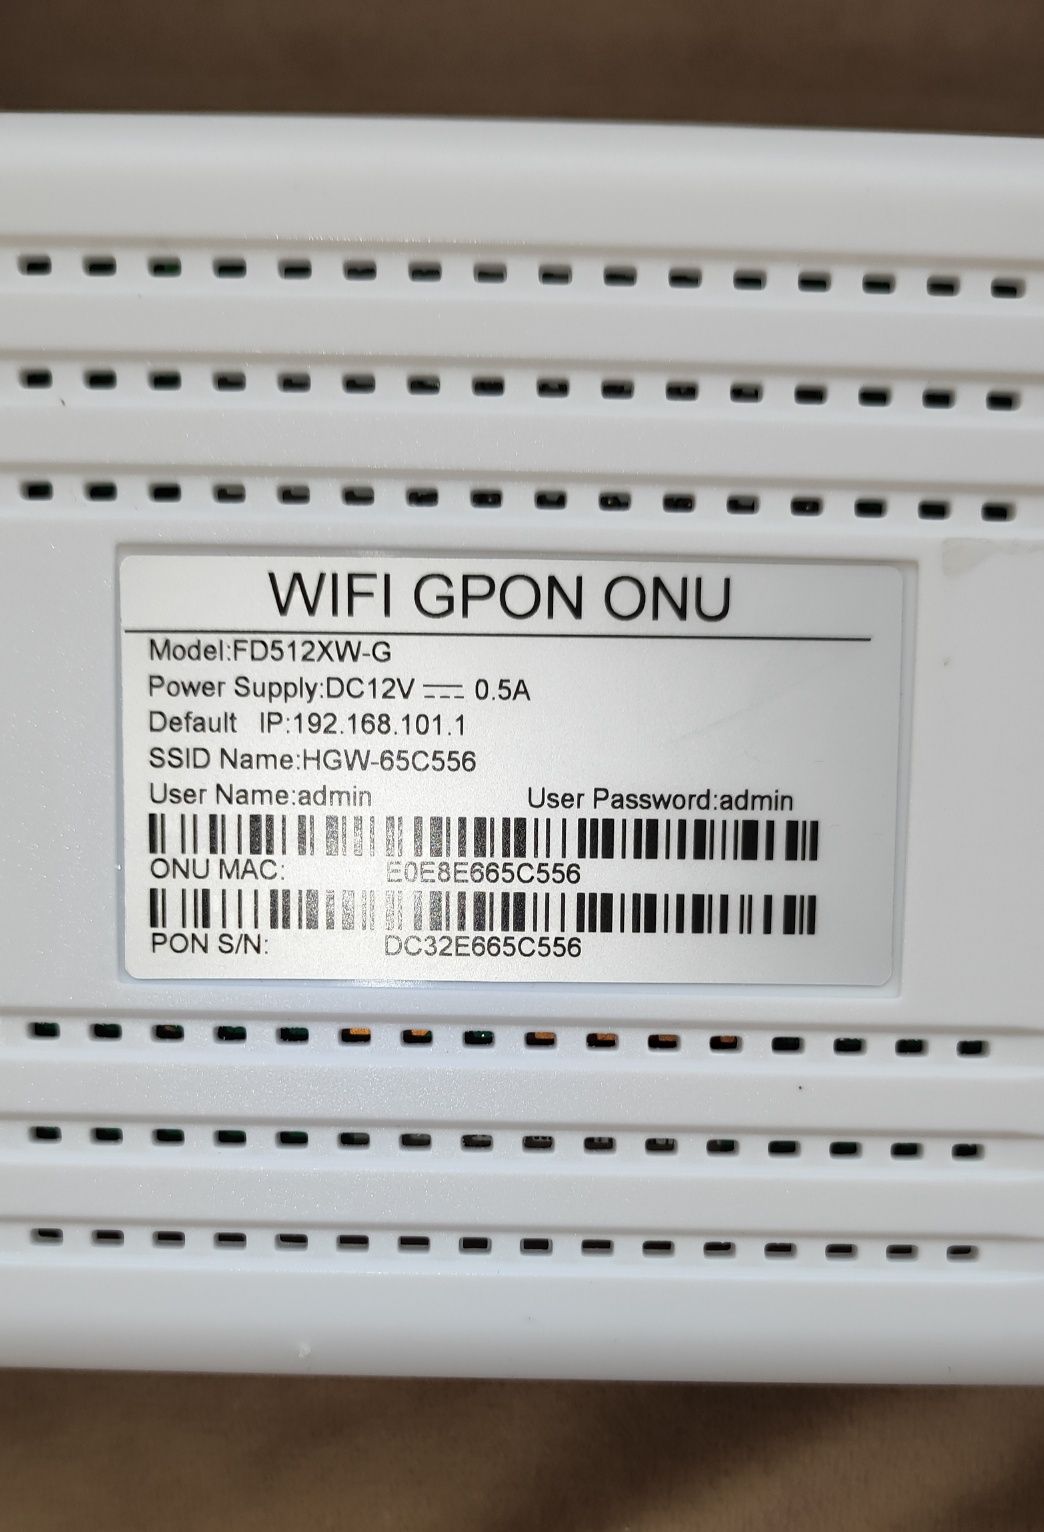 WIFI GPON ONU
Model:FD512XW-G
Power Supply:DC12V ⎓ 0.5A
Default IP:192.168.101.1
SSID Name:HGW-65C556
User Name:admin User Password:admin
ONU MAC: E0E8E665C556
PON S/N: DC32E665C556